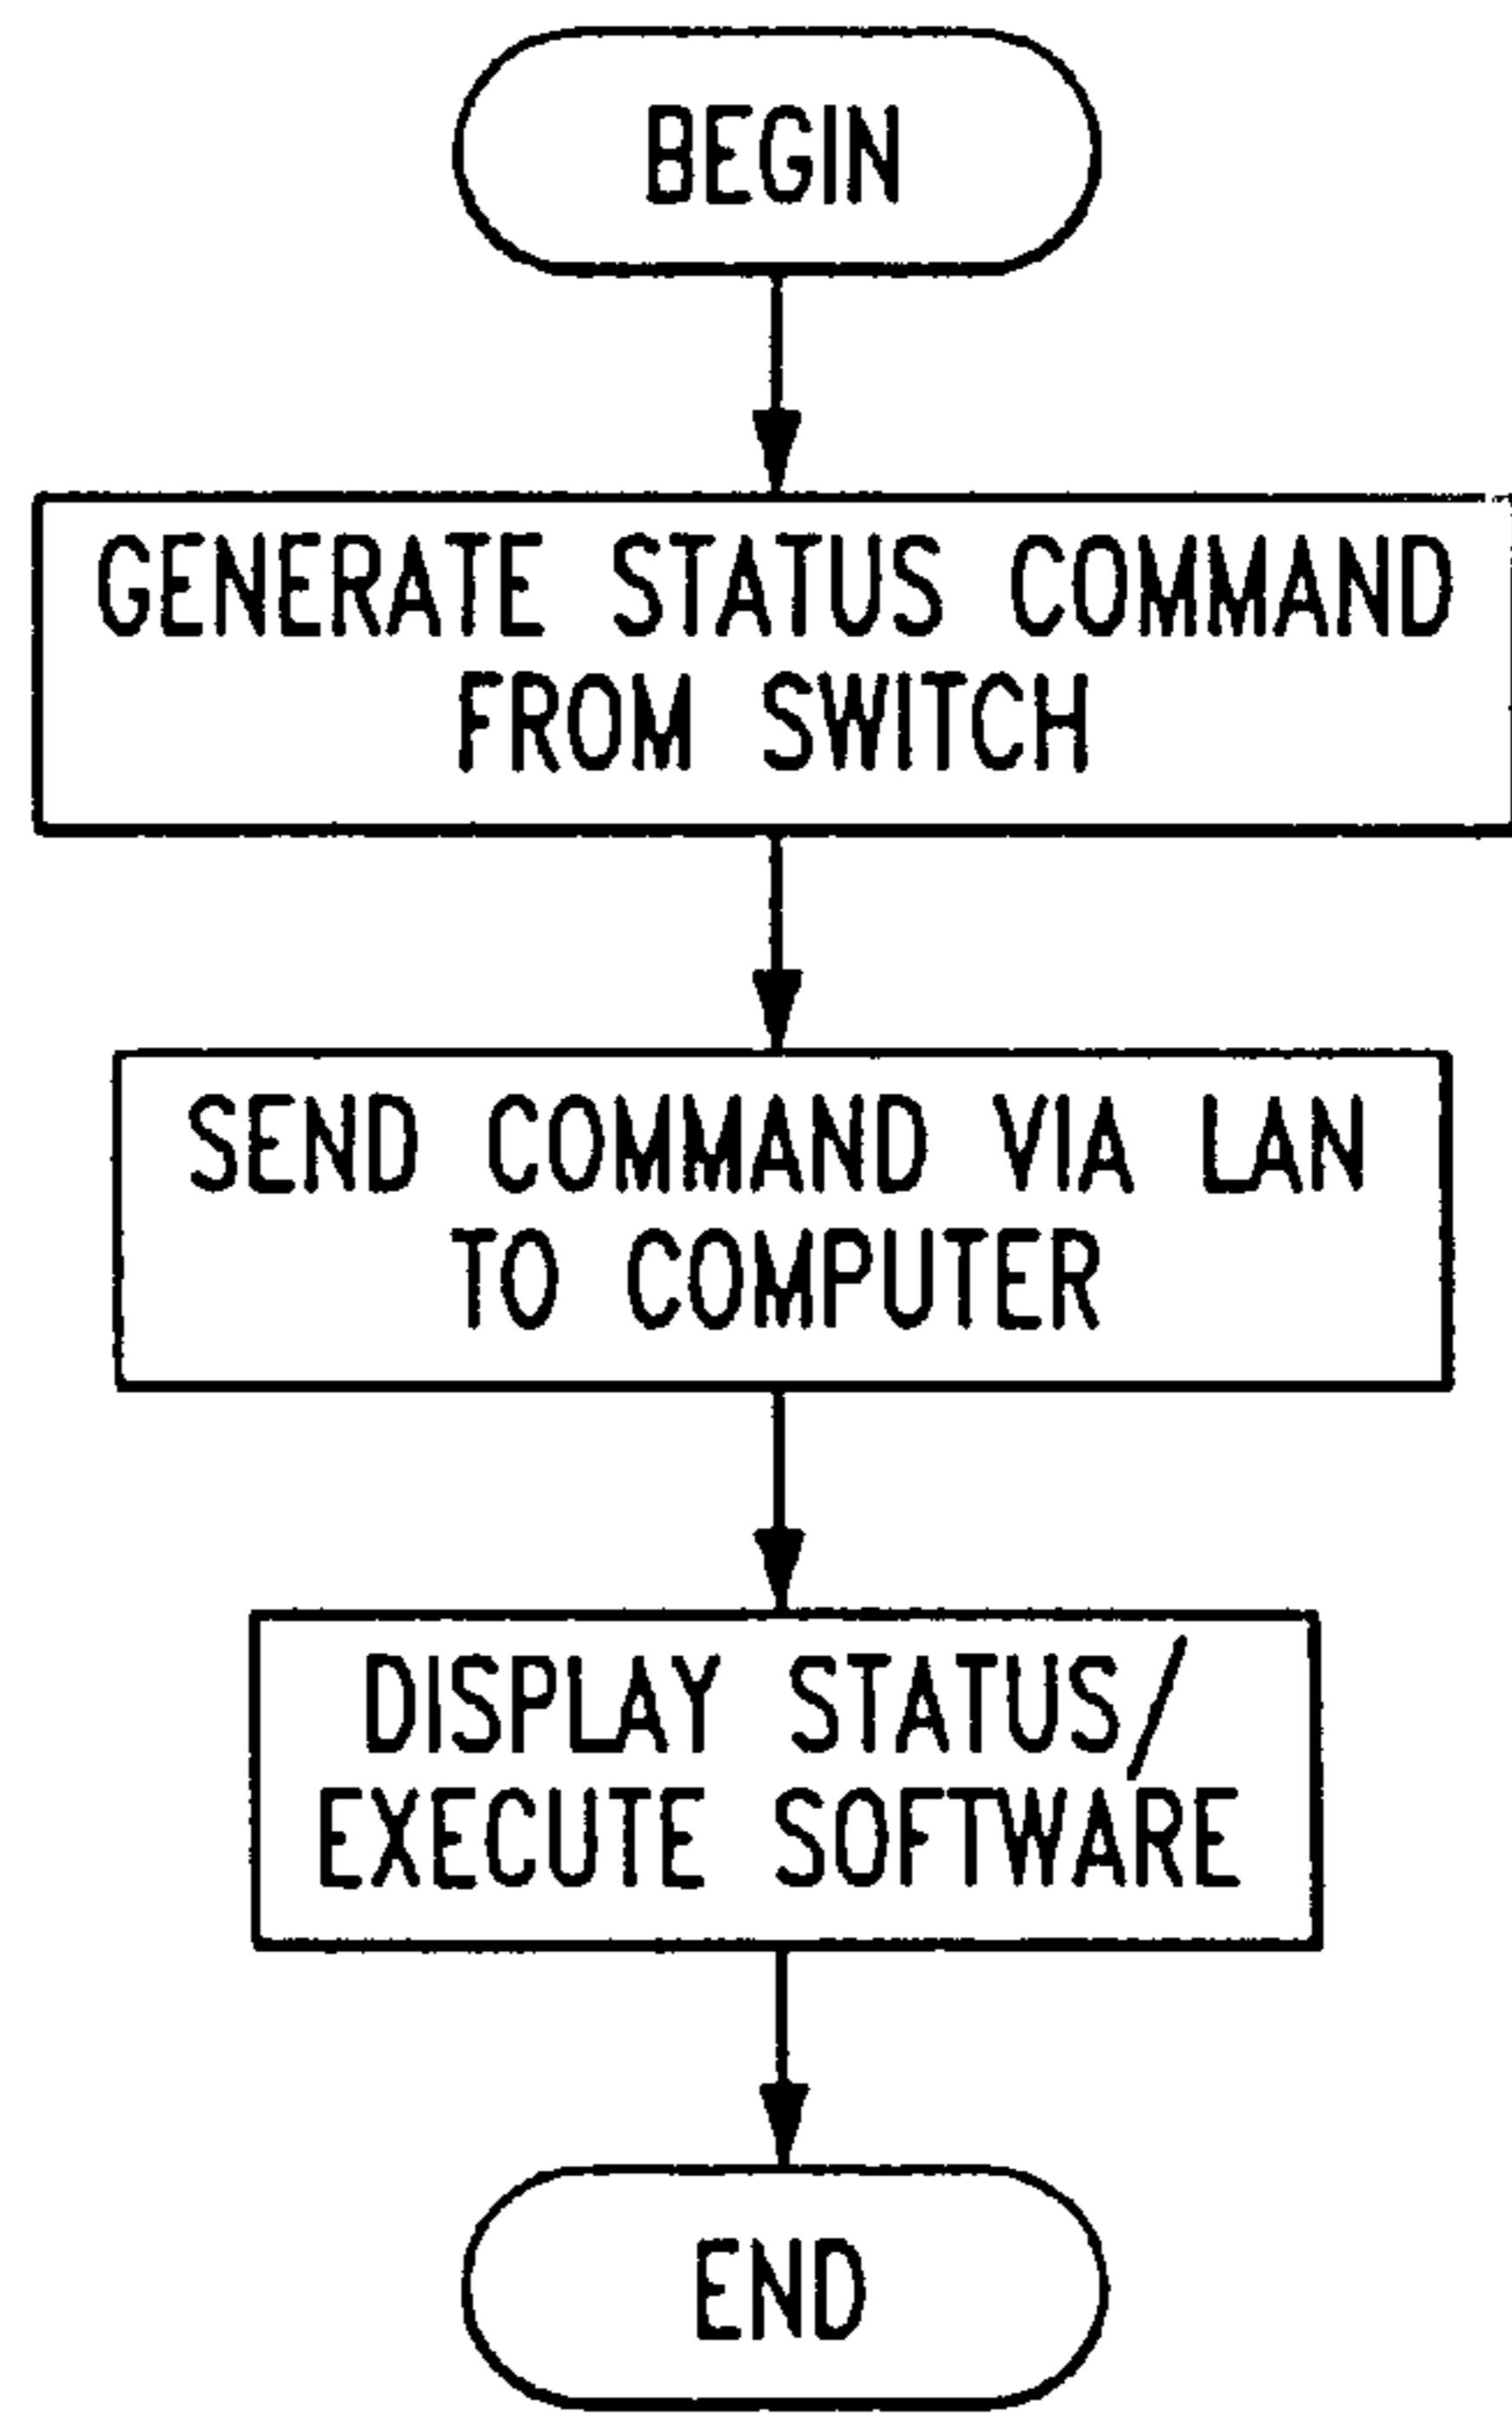 BEGIN
GENERATE STATUS COMMAND
FROM SWITCH
SEND COMMAND VIA LAN
TO COMPUTER
DISPLAY STATUS/
EXECUTE SOFTWARE
END